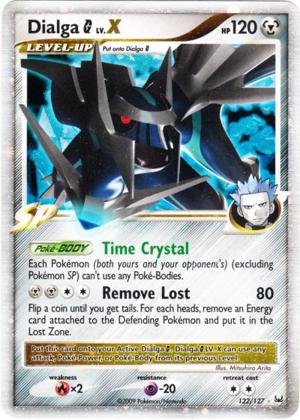 Dialga G LV.X HP 120
LEVEL-UP Put onto Dialga G
SP
Poké-BODY Time Crystal
Each Pokémon (both yours and your opponent's) (excluding
Pokémon SP) can't use any Poké-Bodies.
Remove Lost 80
Flip a coin until you get tails. For each heads, remove an Energy
card attached to the Defending Pokémon and put it in
the Lost Zone.
Put this card onto your Active Dialga G. Dialga G LV.X can use any
attack, Poké-Power, or Poké-Body from its previous Level.
Illus. Mitsuhiro Arita
weakness resistance retreat cost
×2 -20
©2009 Pokémon/Nintendo 122/127